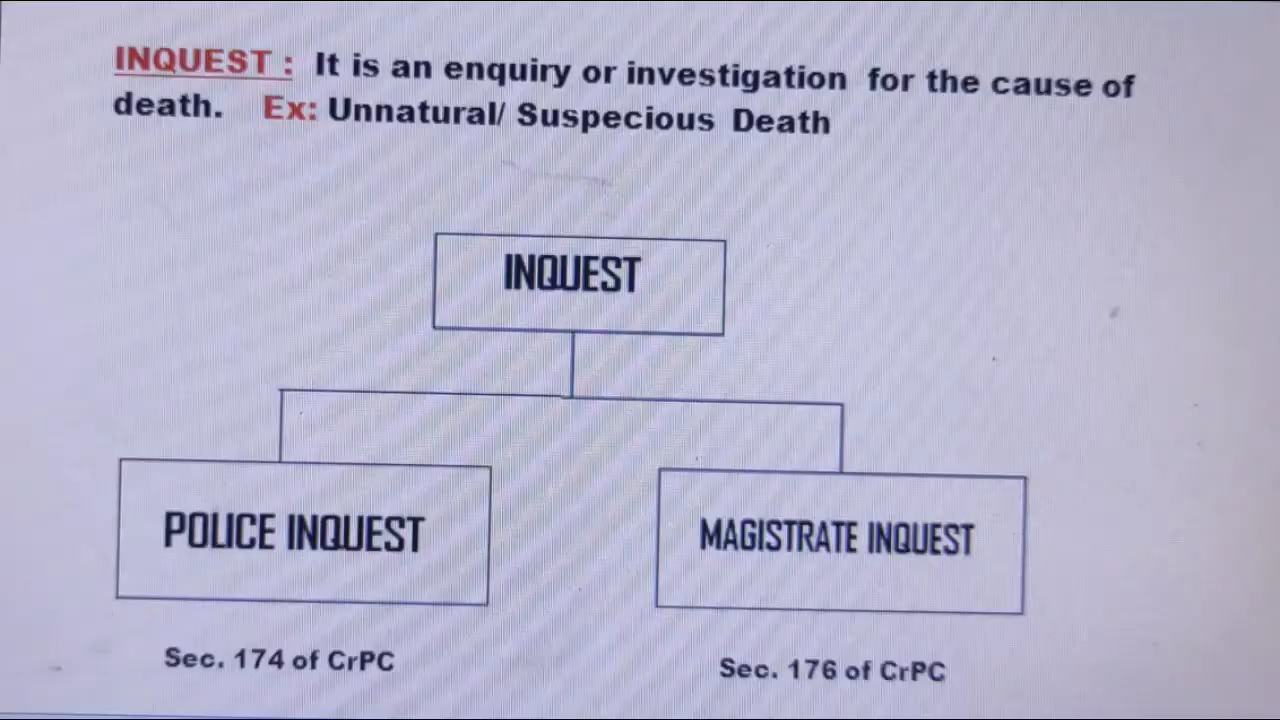 INQUEST : It is an enquiry or investigation for the cause of
death. Ex: Unnatural/ Suspecious Death
INQUEST
POLICE INQUEST
MAGISTRATE INQUEST
Sec. 174 of CrPC
Sec. 176 of CrPC